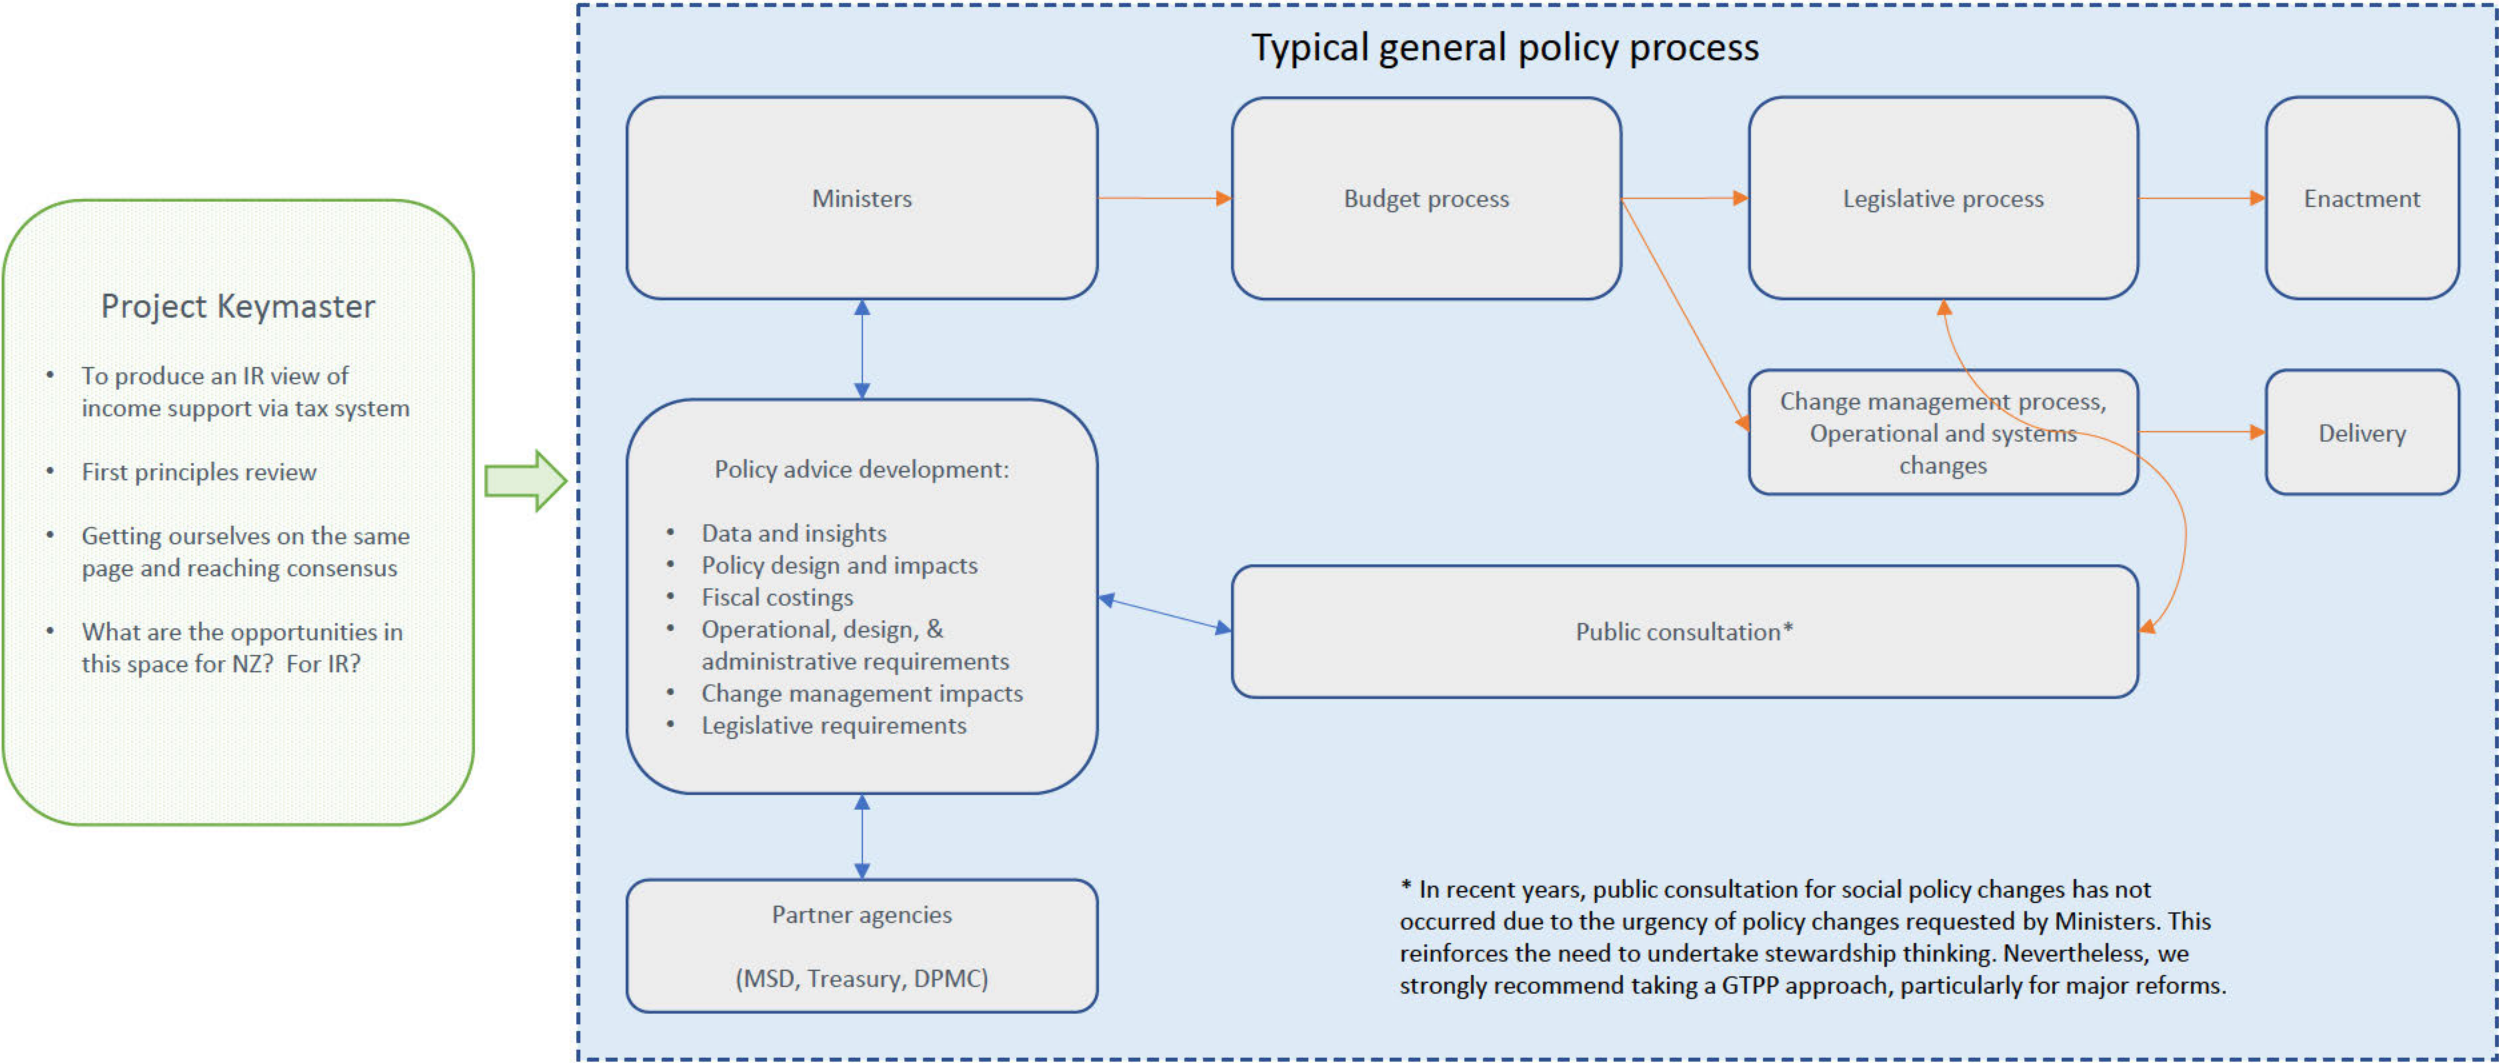 Typical general policy process
Ministers
Budget process
Legislative process
Enactment
Project Keymaster
• To produce an IR view of
income support via tax system
• First principles review
• Getting ourselves on the same
page and reaching consensus
• What are the opportunities in
this space for NZ? For IR?
Change management process,
Operational and systems
changes
Delivery
Policy advice development:
• Data and insights
• Policy design and impacts
• Fiscal costings
• Operational, design, &
administrative requirements
• Change management impacts
• Legislative requirements
Public consultation*
Partner agencies
(MSD, Treasury, DPMC)
* In recent years, public consultation for social policy changes has not
occurred due to the urgency of policy changes requested by Ministers. This
reinforces the need to undertake stewardship thinking. Nevertheless, we
strongly recommend taking a GTPP approach, particularly for major reforms.